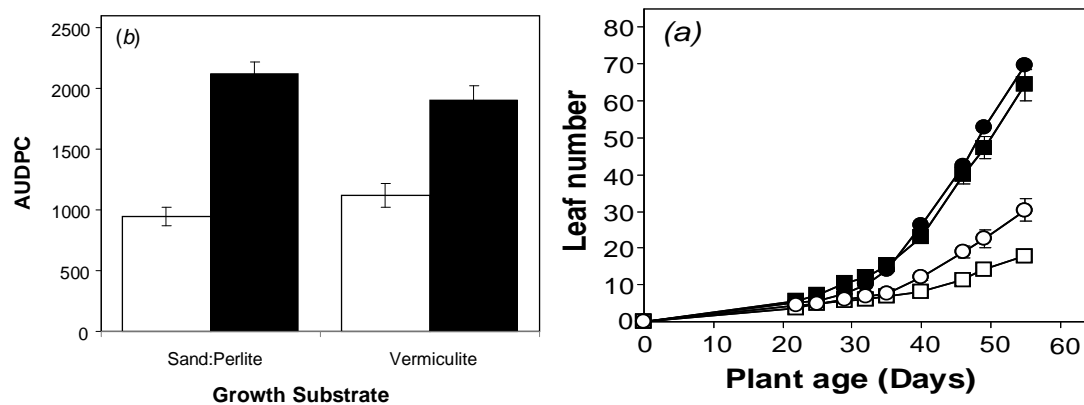 2500
(b)
2000
1500
1000
500
0
AUDPC
Sand:Perlite
Vermiculite
Growth Substrate
80
(a)
70
60
50
40
30
20
10
0
Leaf number
0 10 20 30 40 50 60
Plant age (Days)